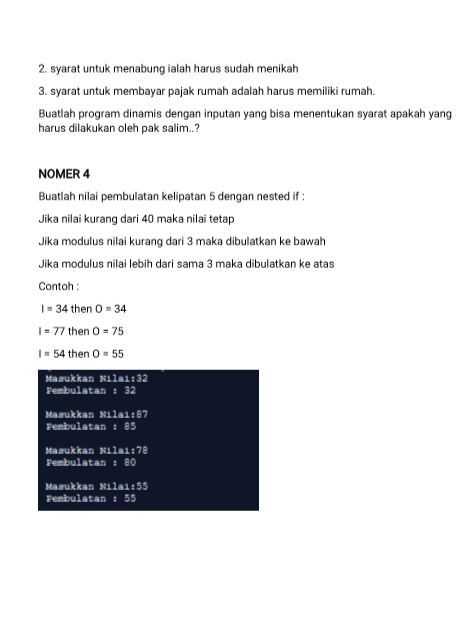 2. syarat untuk menabung ialah harus sudah menikah
3. syarat untuk membayar pajak rumah adalah harus memiliki rumah.
Buatlah program dinamis dengan inputan yang bisa menentukan syarat apakah yang
harus dilakukan oleh pak salim..?
NOMER 4
Buatlah nilai pembulatan kelipatan 5 dengan nested if :
Jika nilai kurang dari 40 maka nilai tetap
Jika modulus nilai kurang dari 3 maka dibulatkan ke bawah
Jika modulus nilai lebih dari sama 3 maka dibulatkan ke atas
Contoh :
I = 34 then O = 34
I = 77 then O = 75
I = 54 then O = 55
Masukkan Nilai:32
Pembulatan : 32
Masukkan Nilai:87
Pembulatan : 85
Masukkan Nilai:78
Pembulatan : 80
Masukkan Nilai:55
Pembulatan : 55